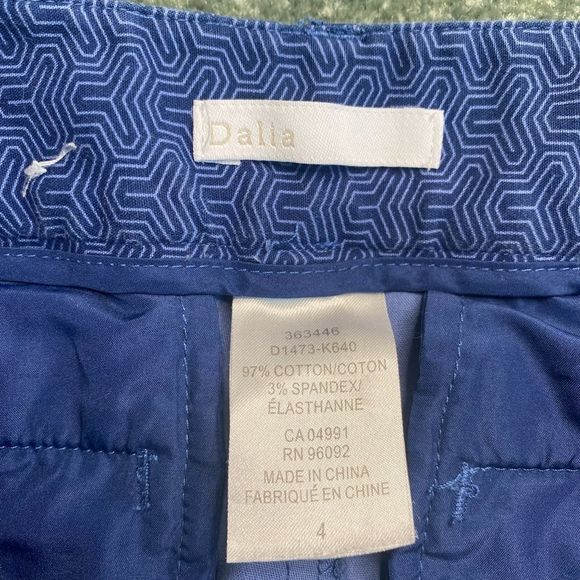 Dalia
363446
D1473-K640
97% COTTON/COTON
3% SPANDEX/
ÉLASTHANNE
CA 04991
RN 96092
MADE IN CHINA
FABRIQUÉ EN CHINE
4